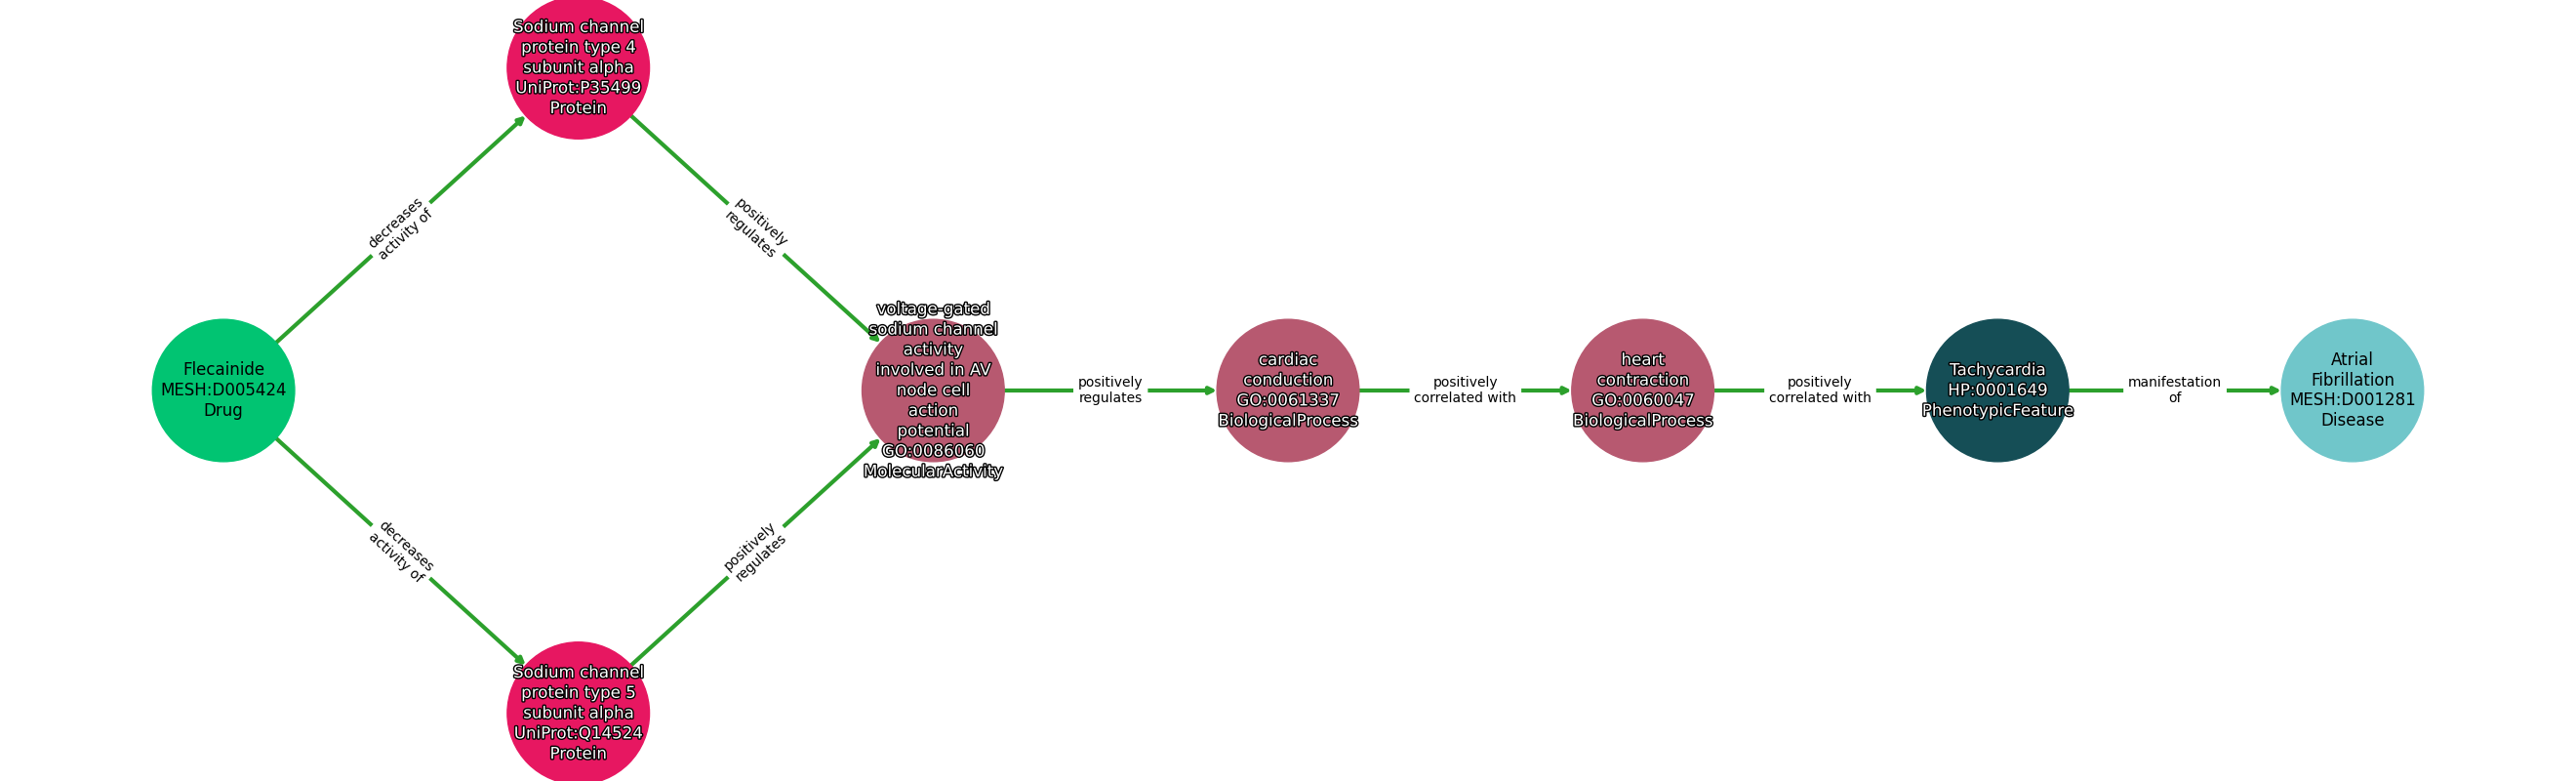 Sodium channel
protein type 4
subunit alpha
UniProt:P35499
Protein
decreases
activity of
positively
regulates
Flecainide
MESH:D005424
Drug
voltage-gated
sodium channel
activity
involved in AV
node cell
action
potential
GO:0086060
MolecularActivity
positively
regulates
cardiac
conduction
GO:0061337
BiologicalProcess
positively
correlated with
heart
contraction
GO:0060047
BiologicalProcess
positively
correlated with
Tachycardia
HP:0001649
PhenotypicFeature
manifestation
of
Atrial
Fibrillation
MESH:D001281
Disease
decreases
activity of
positively
regulates
Sodium channel
protein type 5
subunit alpha
UniProt:Q14524
Protein